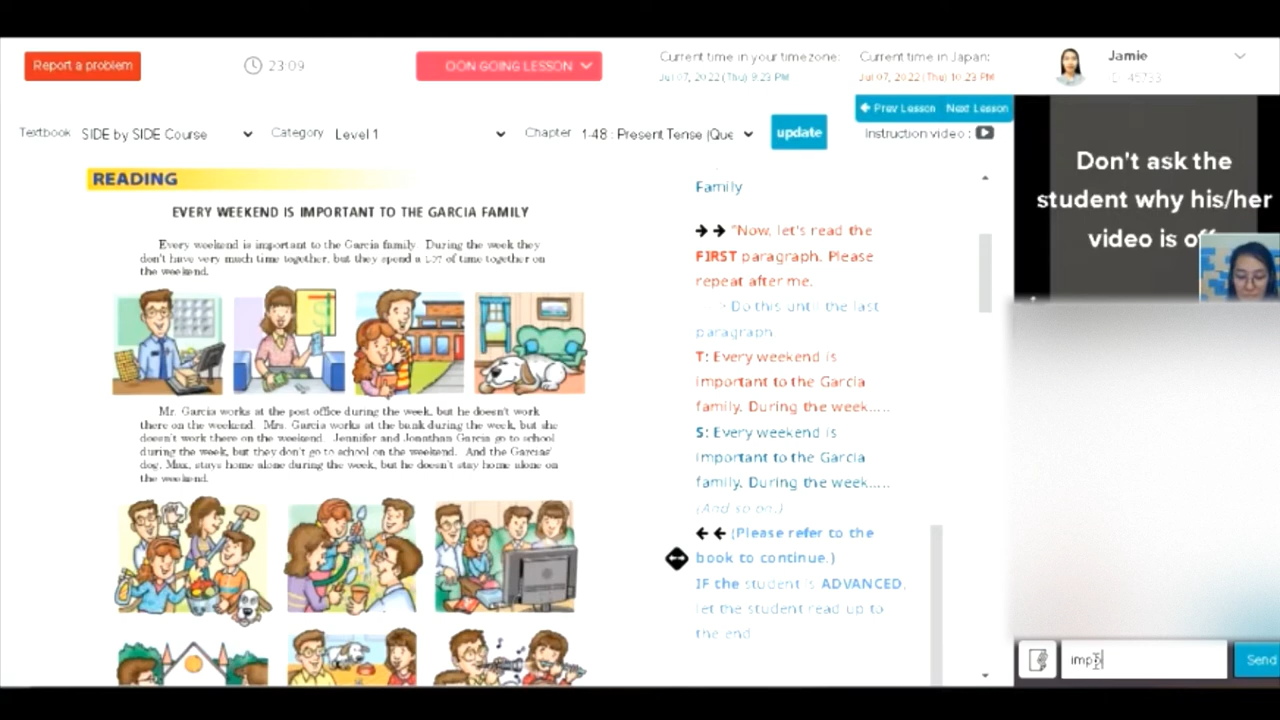 Report a problem
23:09
OON GOING LESSON
Current time in your timezone:
Jul 07, 2022 (Thu) 9:23 PM
Current time in Japan:
Jul 07, 2022 (Thu) 10:23 PM
Jamie
Prev Lesson Next Lesson
Textbook SIDE by SIDE Course Category Level 1 Chapter 1-48 : Present Tense (Que update
Instruction video :
READING
EVERY WEEKEND IS IMPORTANT TO THE GARCIA FAMILY
Every weekend is important to the Garcia family. During the week they
don't have very much time together, but they spend a LOT of time together on
the weekend.
Mr. Garcia works at the post office during the week, but he doesn't work
there on the weekend. Mrs. Garcia works at the bank during the week, but she
doesn't work there on the weekend. Jennifer and Jonathan Garcia go to school
during the week, but they don't go to school on the weekend. And the Garcias'
dog, Max, stays home alone during the week, but he doesn't stay home alone on
the weekend.
Family
"Now, let's read the
FIRST paragraph. Please
repeat after me.
Do this until the last
paragraph
T: Every weekend is
important to the Garcia
family. During the week.....
S: Every weekend is
important to the Garcia
family. During the week.....
(And so on.)
(Please refer to the
book to continue.)
IF the student is ADVANCED,
let the student read up to
the end
Don't ask the
student why his/her
video is off
Send